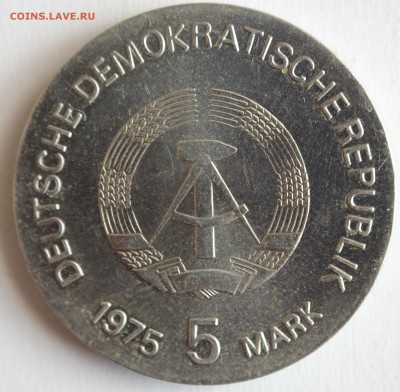 COINS.LAVE.RU
DEUTSCHE DEMOKRATISCHE REPUBLIK
1975 5 MARK